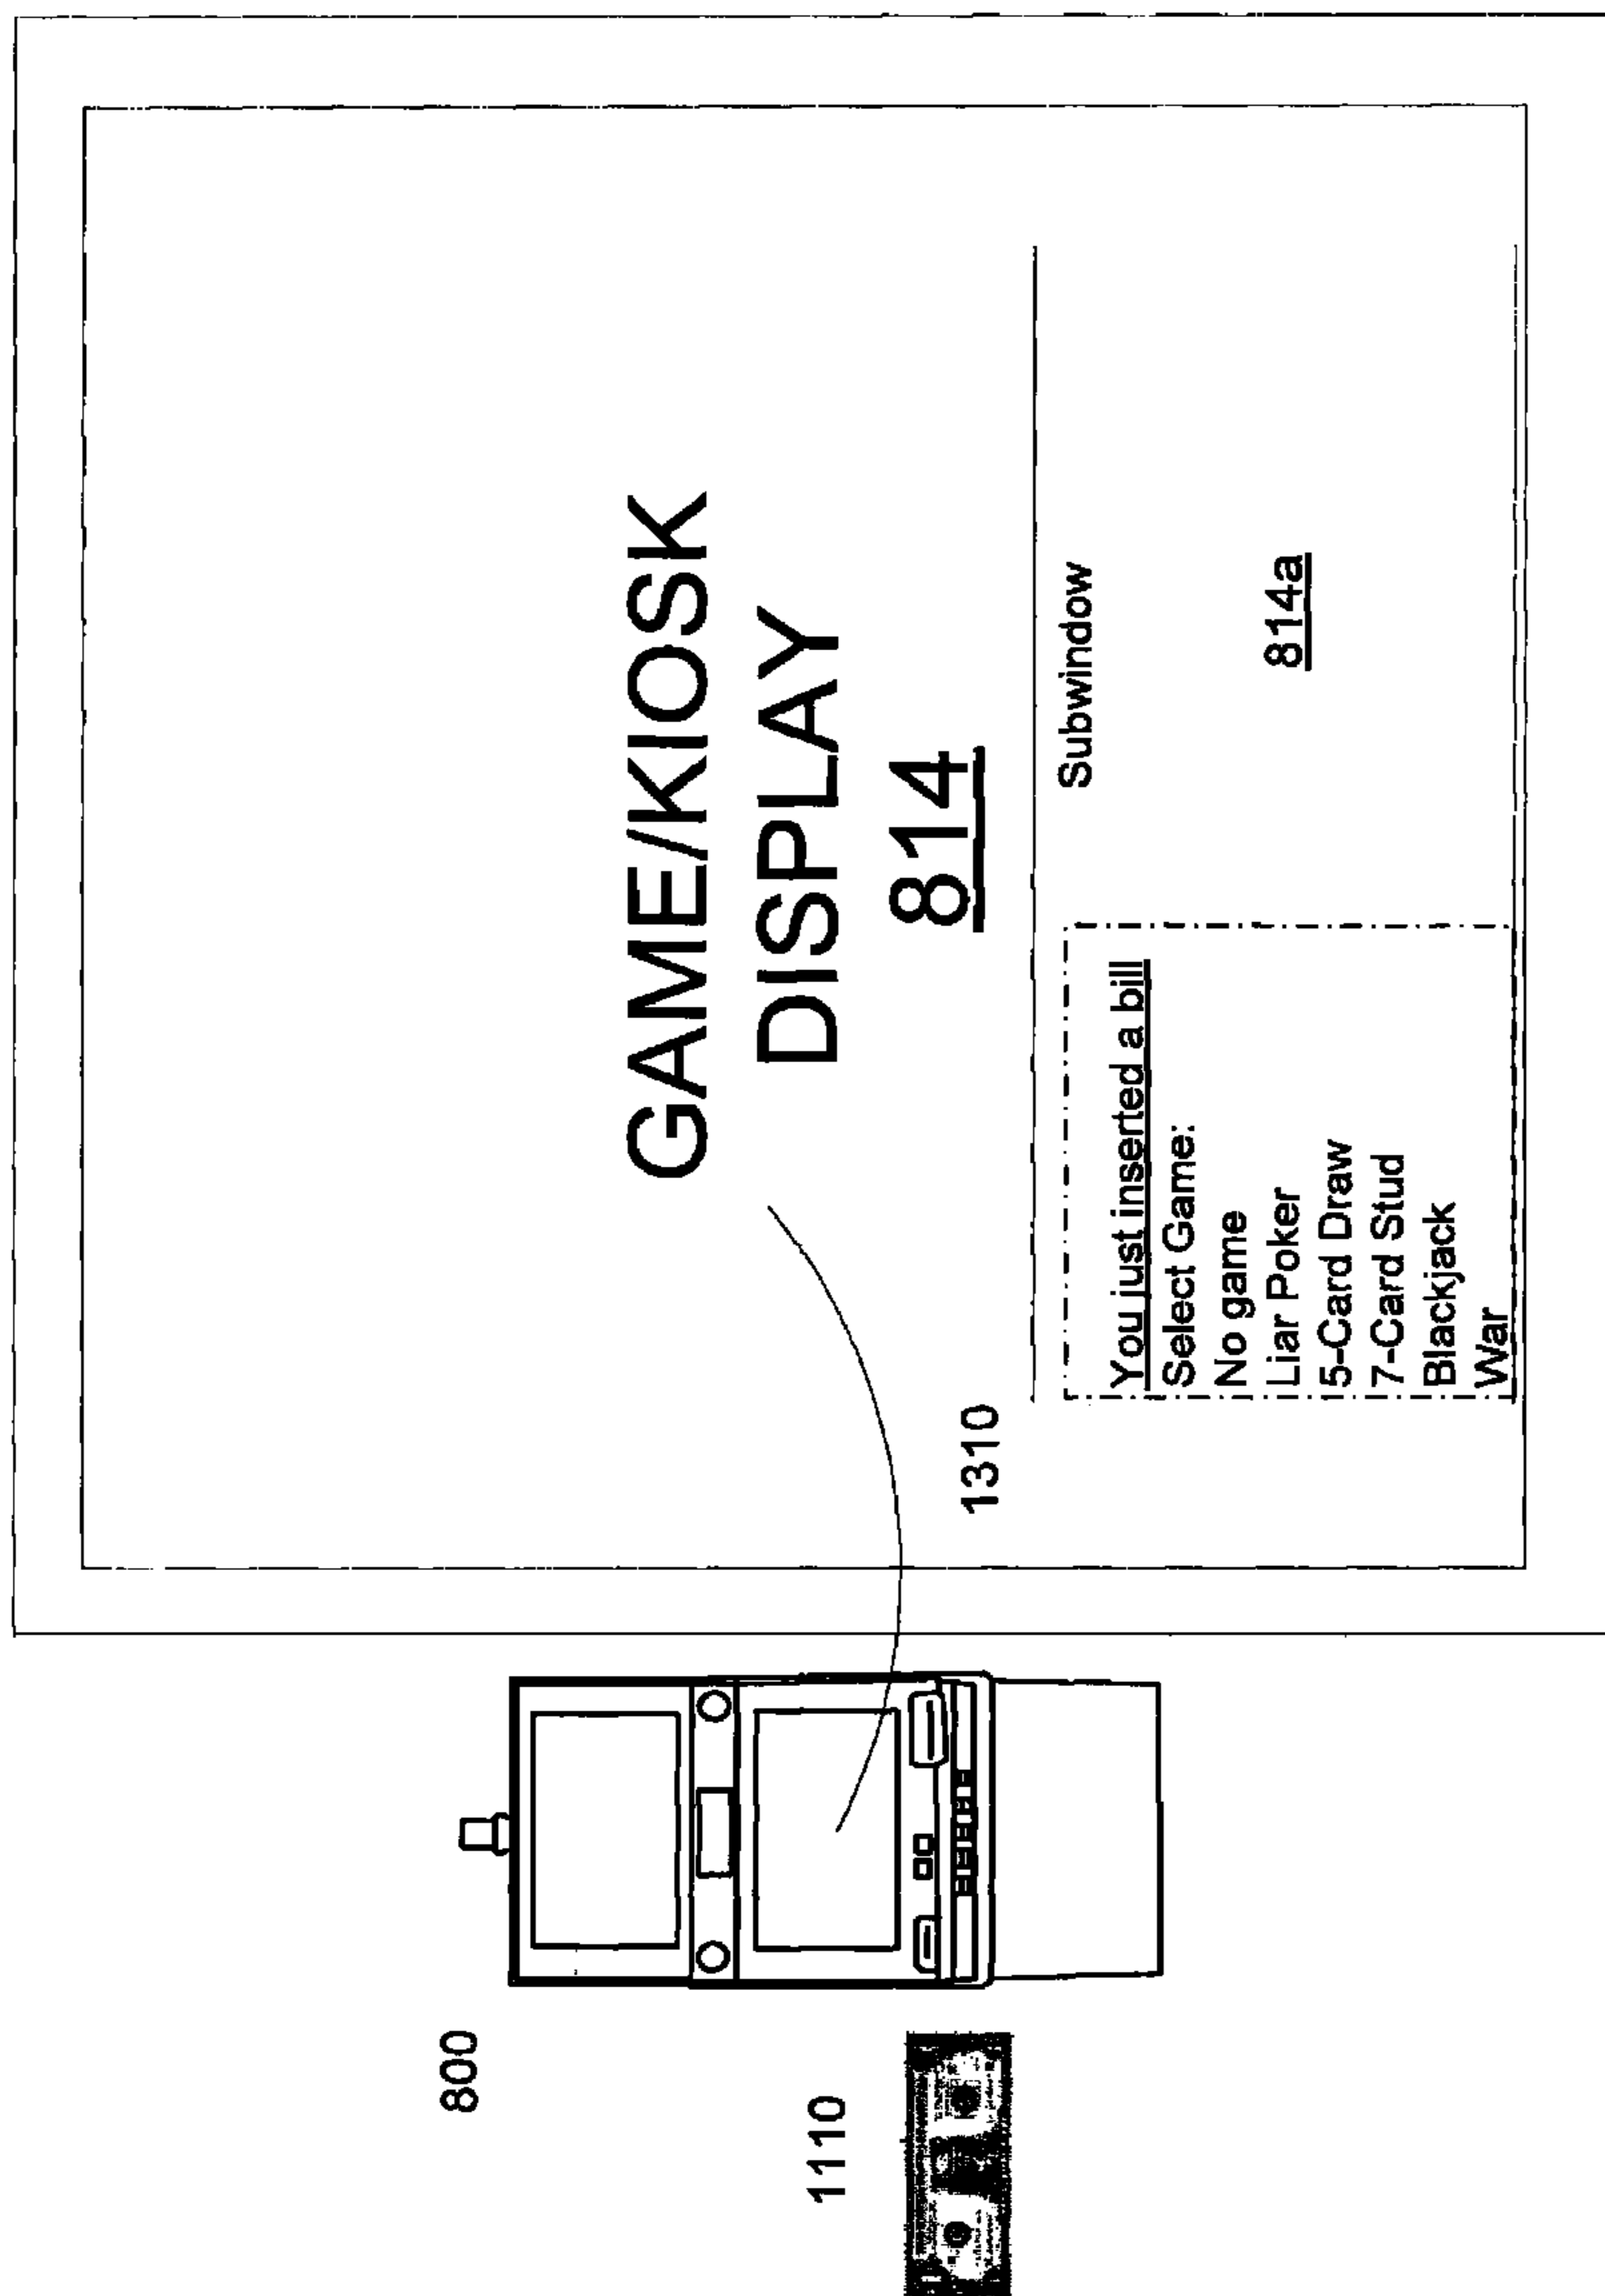 800
1110
GAME/KIOSK
DISPLAY
814
1310
Subwindow
814a
You just inserted a bill
Select Game:
No game
Liar Poker
5-Card Draw
7-Card Stud
Blackjack
War